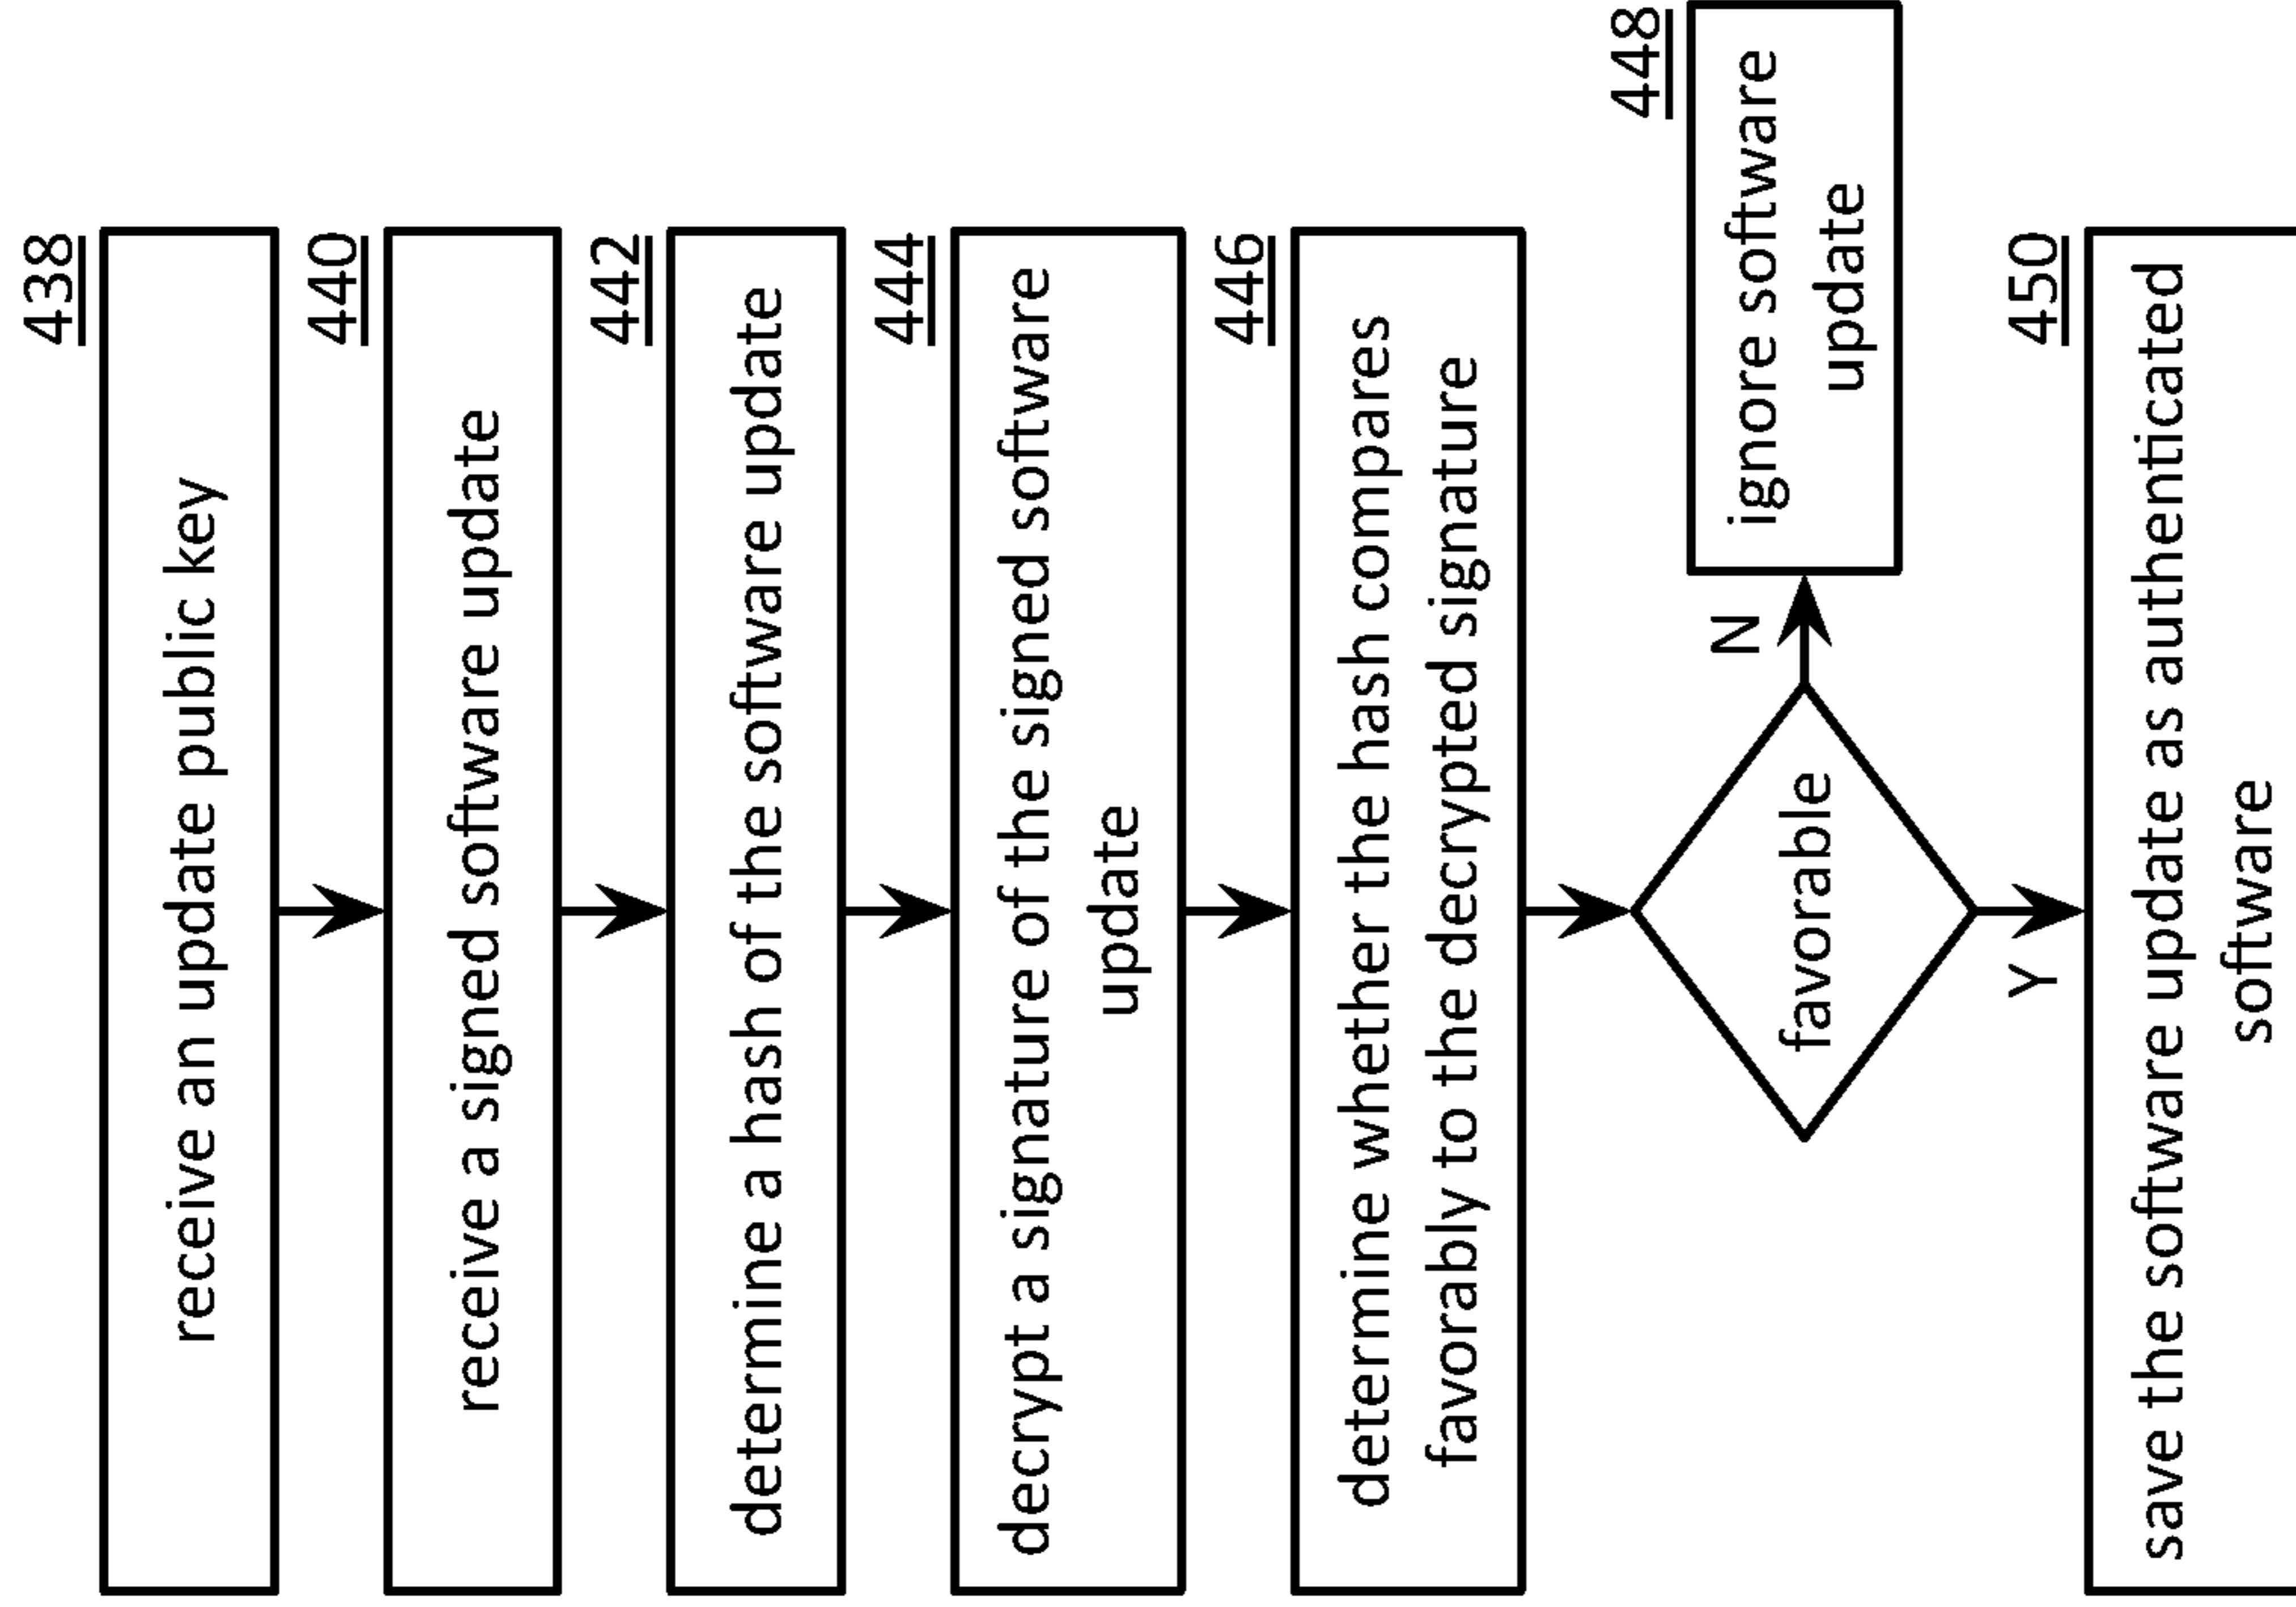 438
receive an update public key
440
receive a signed software update
442
determine a hash of the software update
444
decrypt a signature of the signed software
update
446
determine whether the hash compares
favorably to the decrypted signature
favorable
N
448
ignore software
update
Y
450
save the software update as authenticated
software